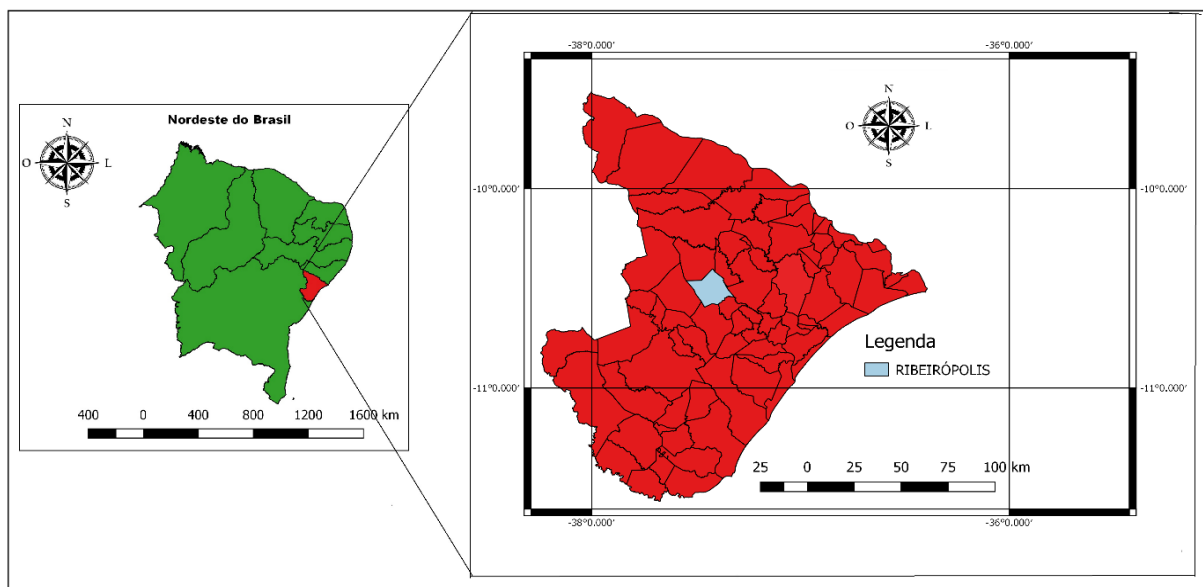 Nordeste do Brasil
N
O L
S
400 0 400 800 1200 1600 km
-38°0.000' -36°0.000'
N
O L
S
-10°0.000' -10°0.000'
Legenda
RIBEIRÓPOLIS
-11°0.000' -11°0.000'
25 0 25 50 75 100 km
-38°0.000' -36°0.000'